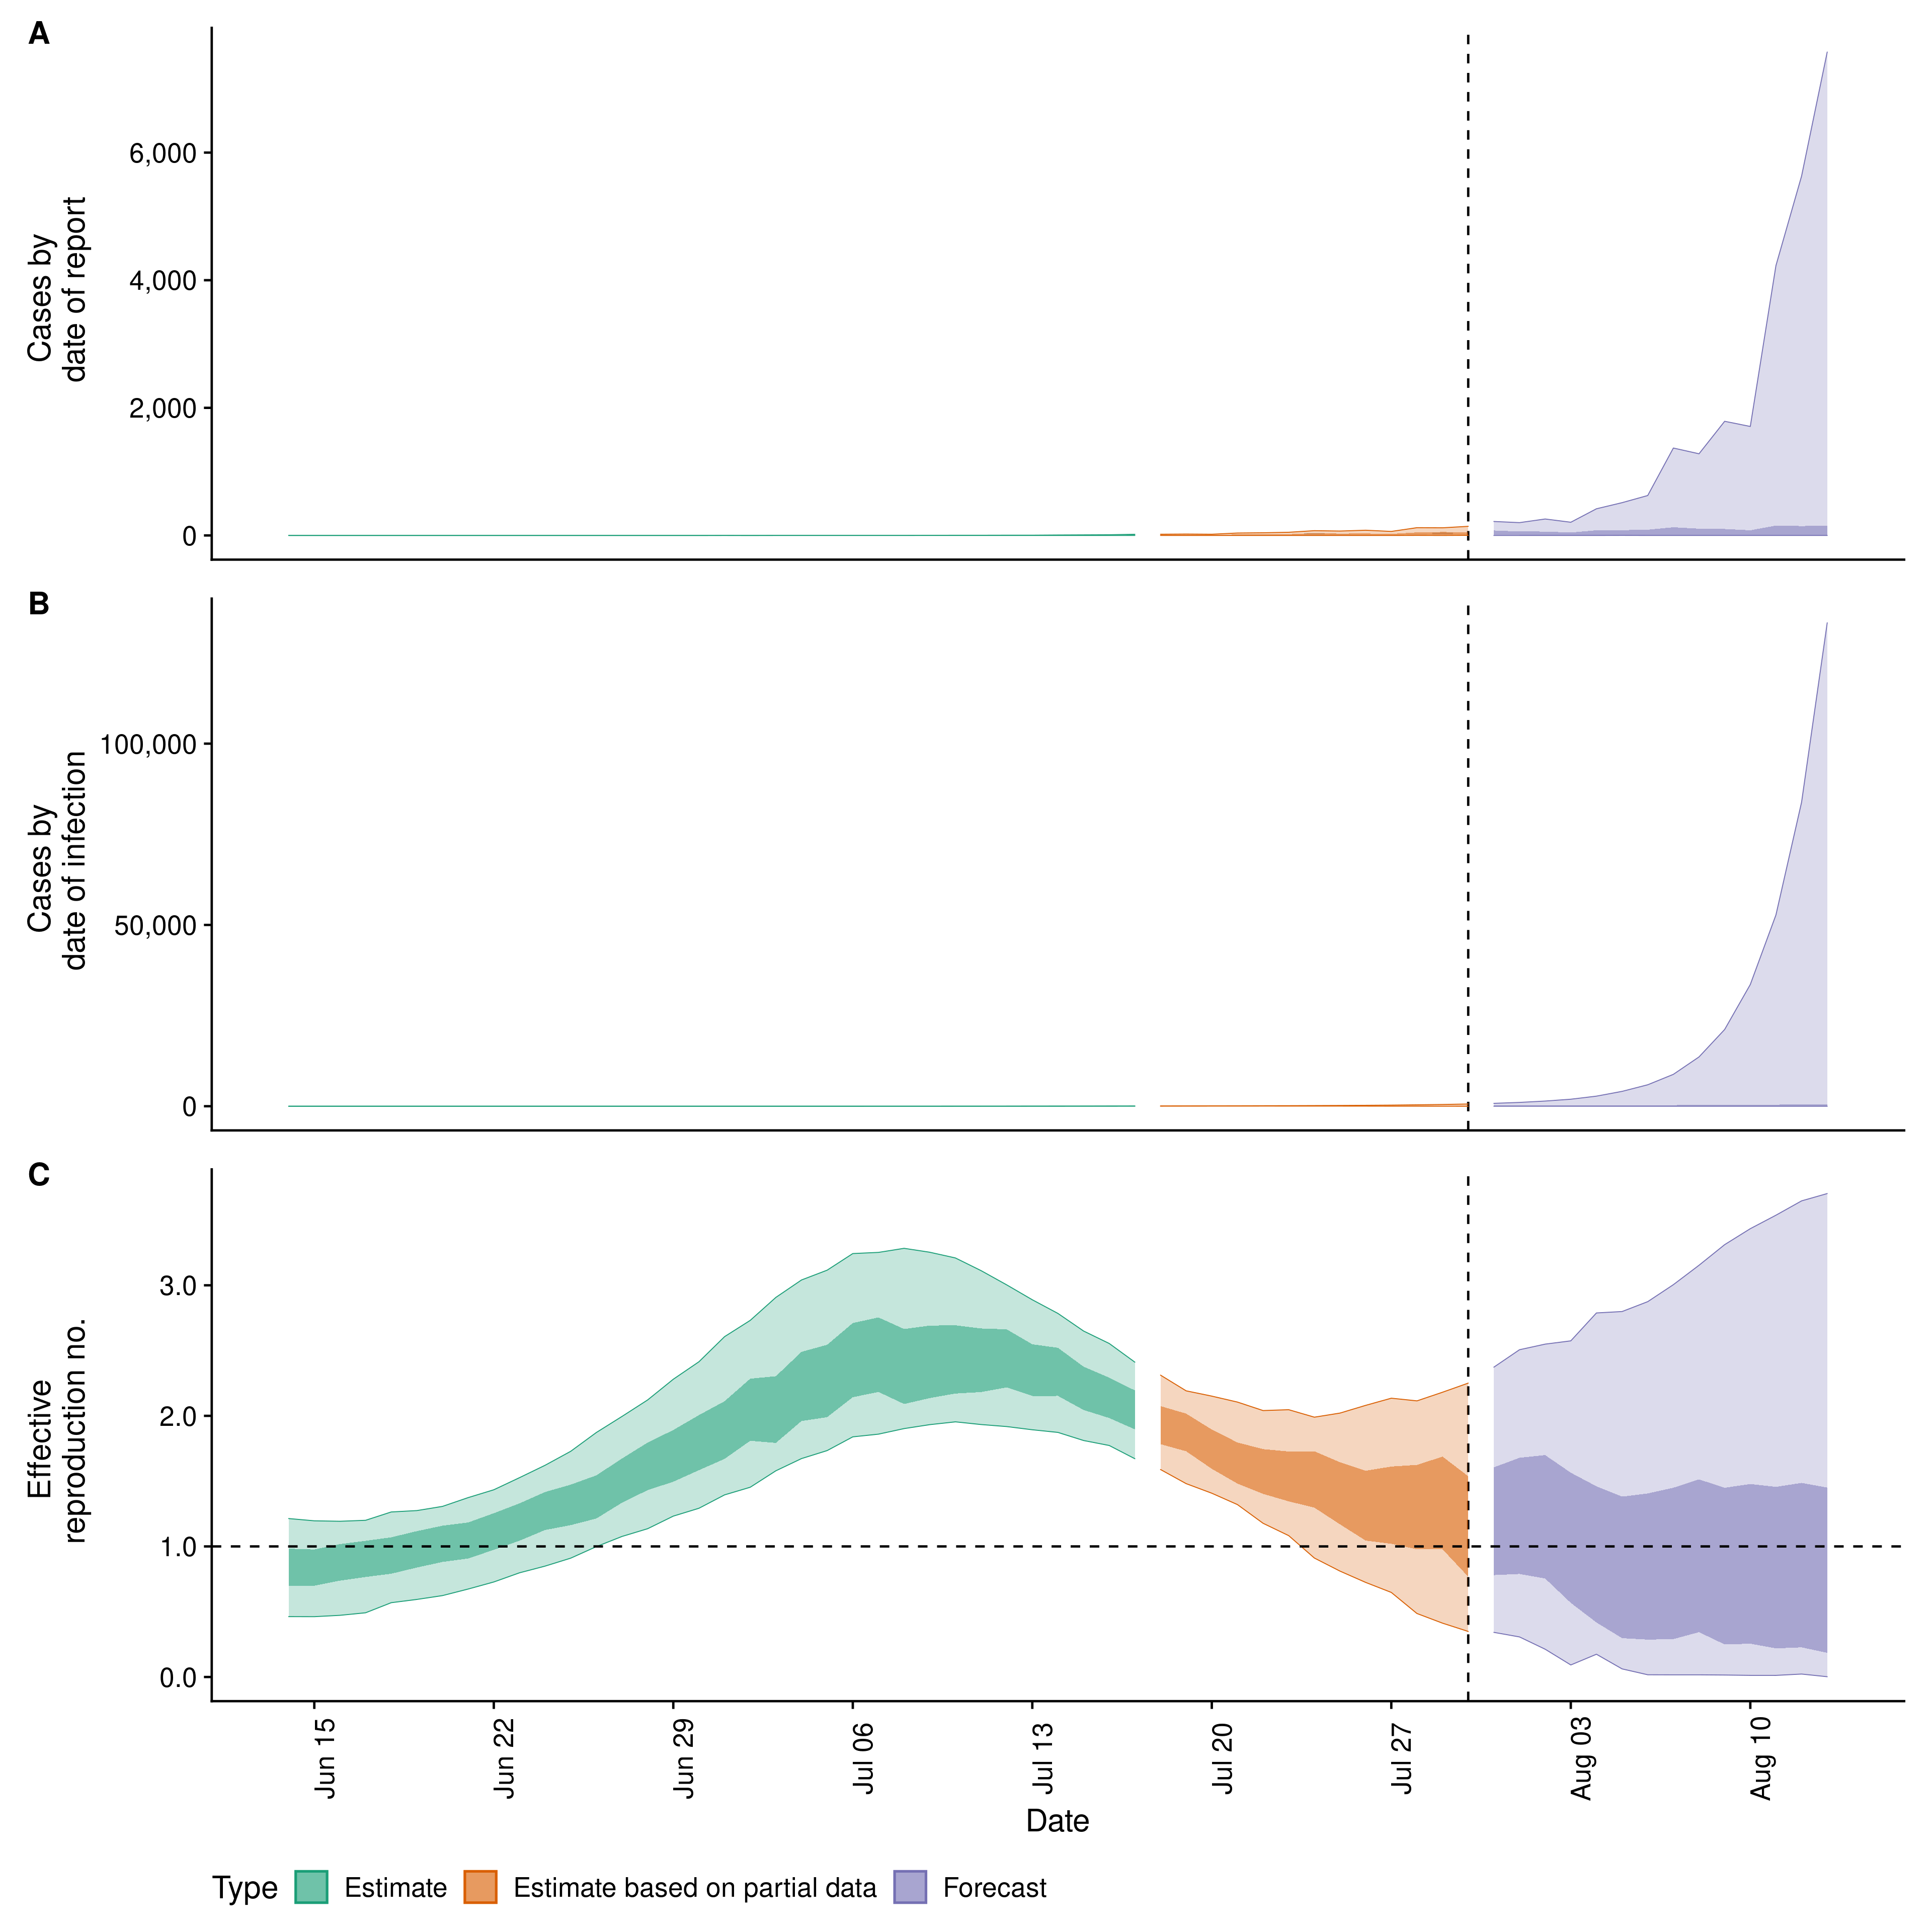 A
Cases by
date of report
6,000
4,000
2,000
0
B
Cases by
date of infection
100,000
50,000
0
C
Effective
reproduction no.
3.0
2.0
1.0
0.0
Jun 15
Jun 22
Jun 29
Jul 06
Jul 13
Jul 20
Jul 27
Aug 03
Aug 10
Date
Type Estimate Estimate based on partial data Forecast